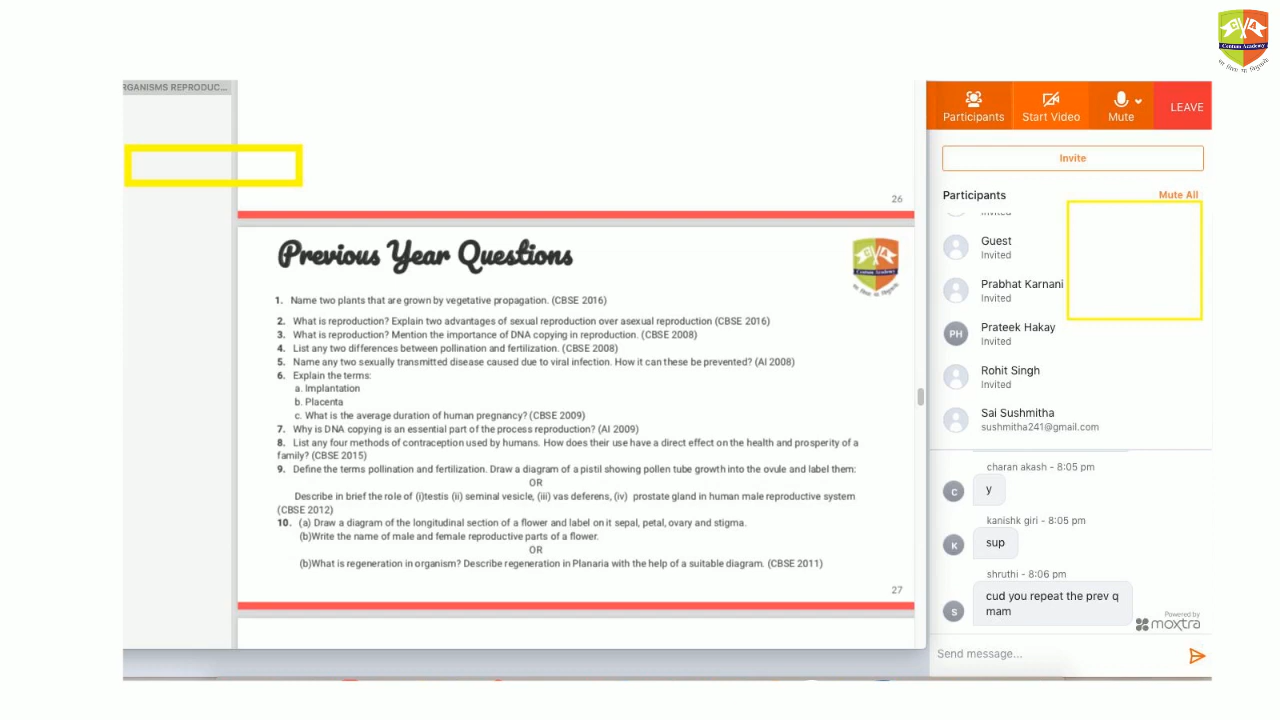 RGANISMS REPRODUC...
26
Previous Year Questions
Centum Academy
1. Name two plants that are grown by vegetative propagation. (CBSE 2016)
2. What is reproduction? Explain two advantages of sexual reproduction over asexual reproduction (CBSE 2016)
3. What is reproduction? Mention the importance of DNA copying in reproduction. (CBSE 2008)
4. List any two differences between pollination and fertilization. (CBSE 2008)
5. Name any two sexually transmitted disease caused due to viral infection. How it can these be prevented? (AI 2008)
6. Explain the terms:
a. Implantation
b. Placenta
c. What is the average duration of human pregnancy? (CBSE 2009)
7. Why is DNA copying is an essential part of the process reproduction? (AI 2009)
8. List any four methods of contraception used by humans. How does their use have a direct effect on the health and prosperity of a
family? (CBSE 2015)
9. Define the terms pollination and fertilization. Draw a diagram of a pistil showing pollen tube growth into the ovule and label them:
OR
Describe in brief the role of (i)testis (ii) seminal vesicle, (iii) vas deferens, (iv) prostate gland in human male reproductive system
(CBSE 2012)
10. (a) Draw a diagram of the longitudinal section of a flower and label on it sepal, petal, ovary and stigma.
(b)Write the name of male and female reproductive parts of a flower.
OR
(b)What is regeneration in organism? Describe regeneration in Planaria with the help of a suitable diagram. (CBSE 2011)
27
C A
Centum Academy
Participants
Start Video
Mute
LEAVE
Invite
Participants
Mute All
Invited
Guest
Invited
Prabhat Karnani
Invited
PH
Prateek Hakay
Invited
Rohit Singh
Invited
Sai Sushmitha
sushmitha241@gmail.com
charan akash - 8:05 pm
C
y
kanishk giri - 8:05 pm
K
sup
shruthi - 8:06 pm
S
cud you repeat the prev q
mam
Powered by
moxtra
Send message...